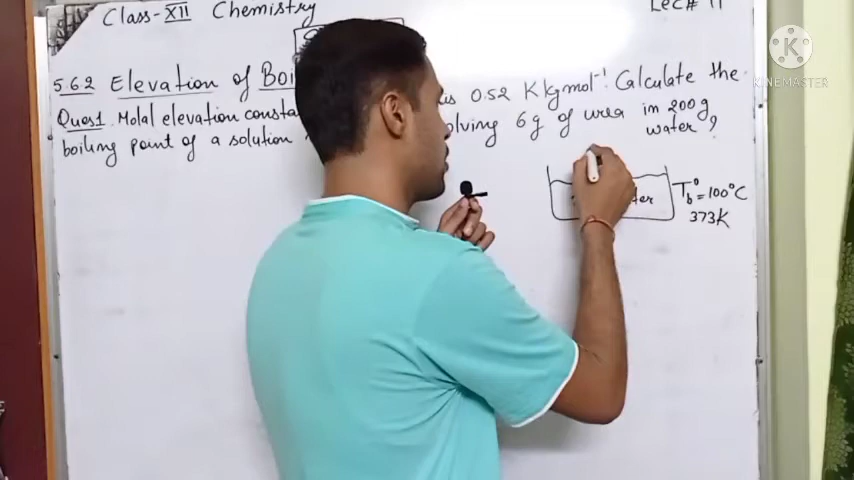 Class-XII Chemistry
Lec# 11
5.6.2 Elevation of Boi
Ques1. Molal elevation consta is 0.52 K kg mol⁻¹. Calculate the
boiling point of a solution olving 6g of urea in 200g
water?
T_b° = 100°C
373K
KINEMASTER